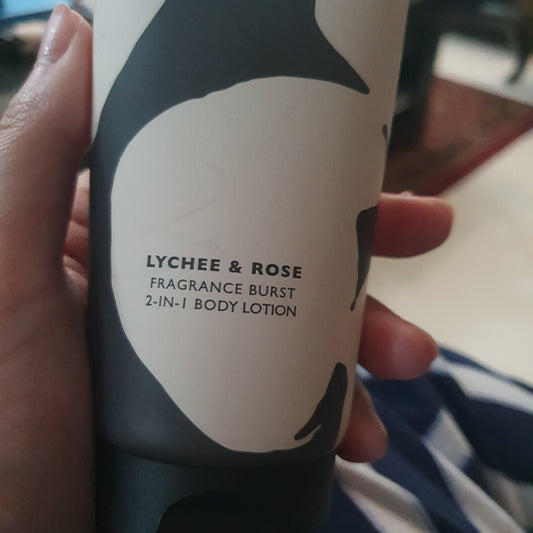 LYCHEE & ROSE
FRAGRANCE BURST
2-IN-1 BODY LOTION